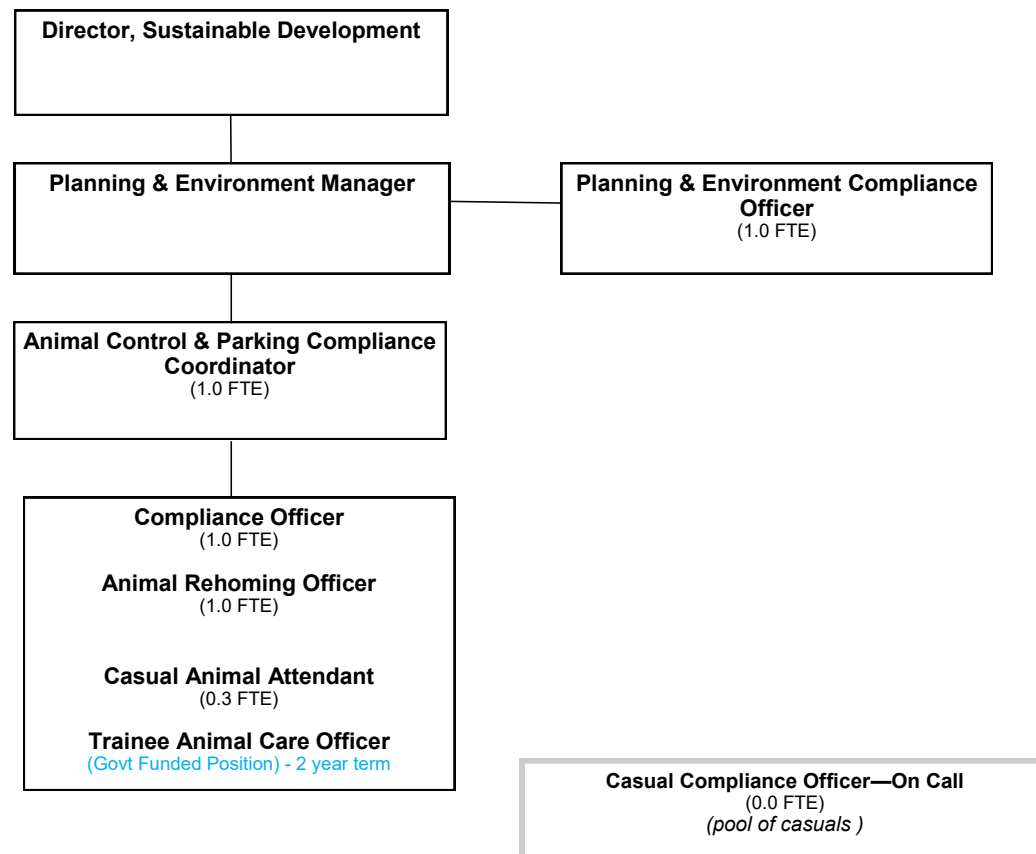 Director, Sustainable Development
Planning & Environment Manager
Planning & Environment Compliance
Officer
(1.0 FTE)
Animal Control & Parking Compliance
Coordinator
(1.0 FTE)
Compliance Officer
(1.0 FTE)
Animal Rehoming Officer
(1.0 FTE)
Casual Animal Attendant
(0.3 FTE)
Trainee Animal Care Officer
(Govt Funded Position) - 2 year term
Casual Compliance Officer—On Call
(0.0 FTE)
(pool of casuals )